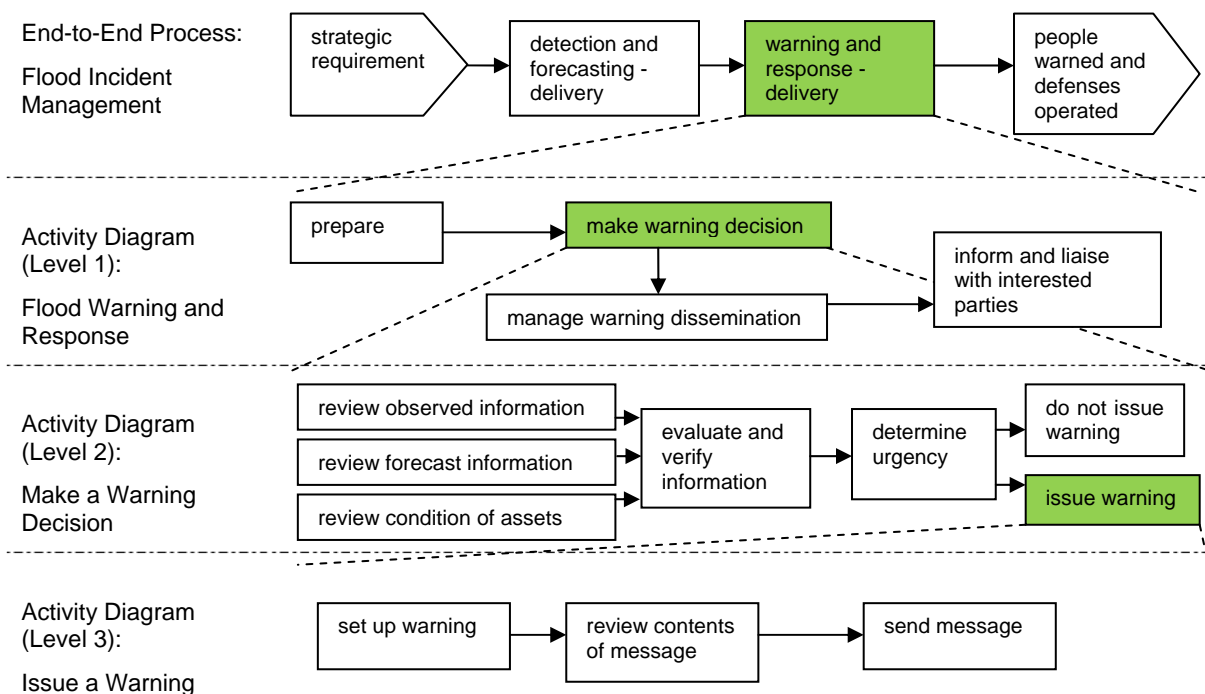 End-to-End Process:
Flood Incident
Management
strategic
requirement
detection and
forecasting -
delivery
warning and
response -
delivery
people
warned and
defenses
operated
Activity Diagram
(Level 1):
Flood Warning and
Response
prepare
make warning decision
manage warning dissemination
inform and liaise
with interested
parties
Activity Diagram
(Level 2):
Make a Warning
Decision
review observed information
review forecast information
review condition of assets
evaluate and
verify
information
determine
urgency
do not issue
warning
issue warning
Activity Diagram
(Level 3):
Issue a Warning
set up warning
review contents
of message
send message